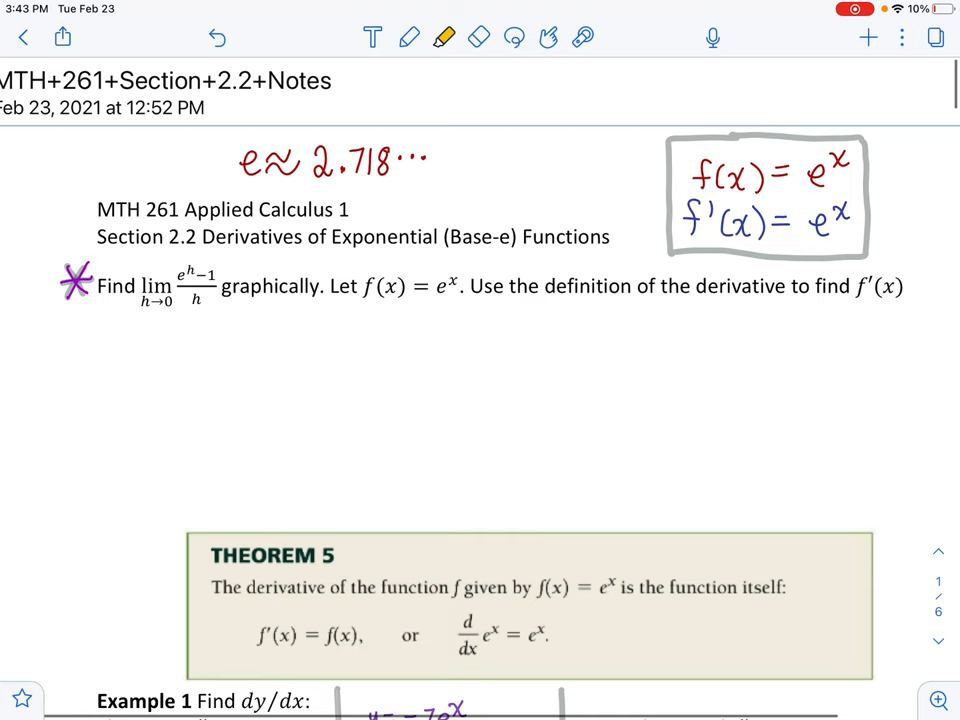 3:43 PM Tue Feb 23
10%
MTH+261+Section+2.2+Notes
Feb 23, 2021 at 12:52 PM
e ≈ 2.718...
f(x) = e^x
f'(x) = e^x
MTH 261 Applied Calculus 1
Section 2.2 Derivatives of Exponential (Base-e) Functions
Find lim_{h→0} (e^h−1)/h graphically. Let f(x) = e^x. Use the definition of the derivative to find f′(x)
THEOREM 5
The derivative of the function f given by f(x) = e^x is the function itself:
f′(x) = f(x), or d/dx e^x = e^x.
1
/
6
Example 1 Find dy/dx: